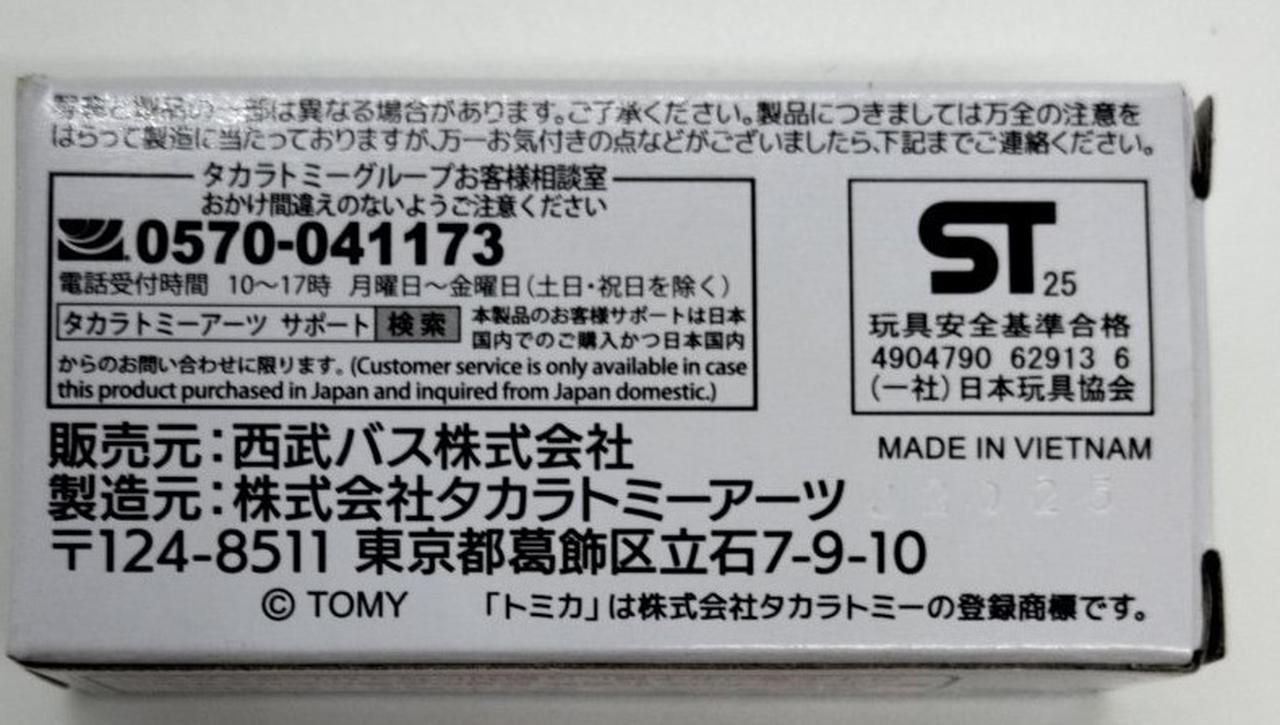 写真と製品の一部は異なる場合があります。ご了承ください。製品につきましては万全の注意を
はらって製造に当たっておりますが、万一お気付きの点などがございましたら、下記までご連絡ください。
タカラトミーグループお客様相談室
おかけ間違えのないようご注意ください
0570-041173
電話受付時間 10〜17時 月曜日〜金曜日(土日・祝日を除く)
タカラトミーアーツ サポート 検索 本製品のお客様サポートは日本
国内でのご購入かつ日本国内
からのお問い合わせに限ります。(Customer service is only available in case
this product purchased in Japan and inquired from Japan domestic.)
ST 25
玩具安全基準合格
4904790 62913 6
(一社)日本玩具協会
販売元:西武バス株式会社
MADE IN VIETNAM
製造元:株式会社タカラトミーアーツ
〒124-8511 東京都葛飾区立石7-9-10
© TOMY 「トミカ」は株式会社タカラトミーの登録商標です。